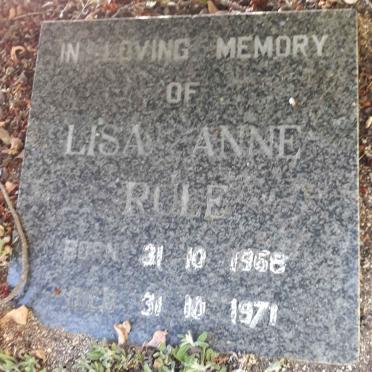 IN LOVING MEMORY
OF
LISA ANNE
RULE
BORN 31 10 1968
DIED 31 10 1971